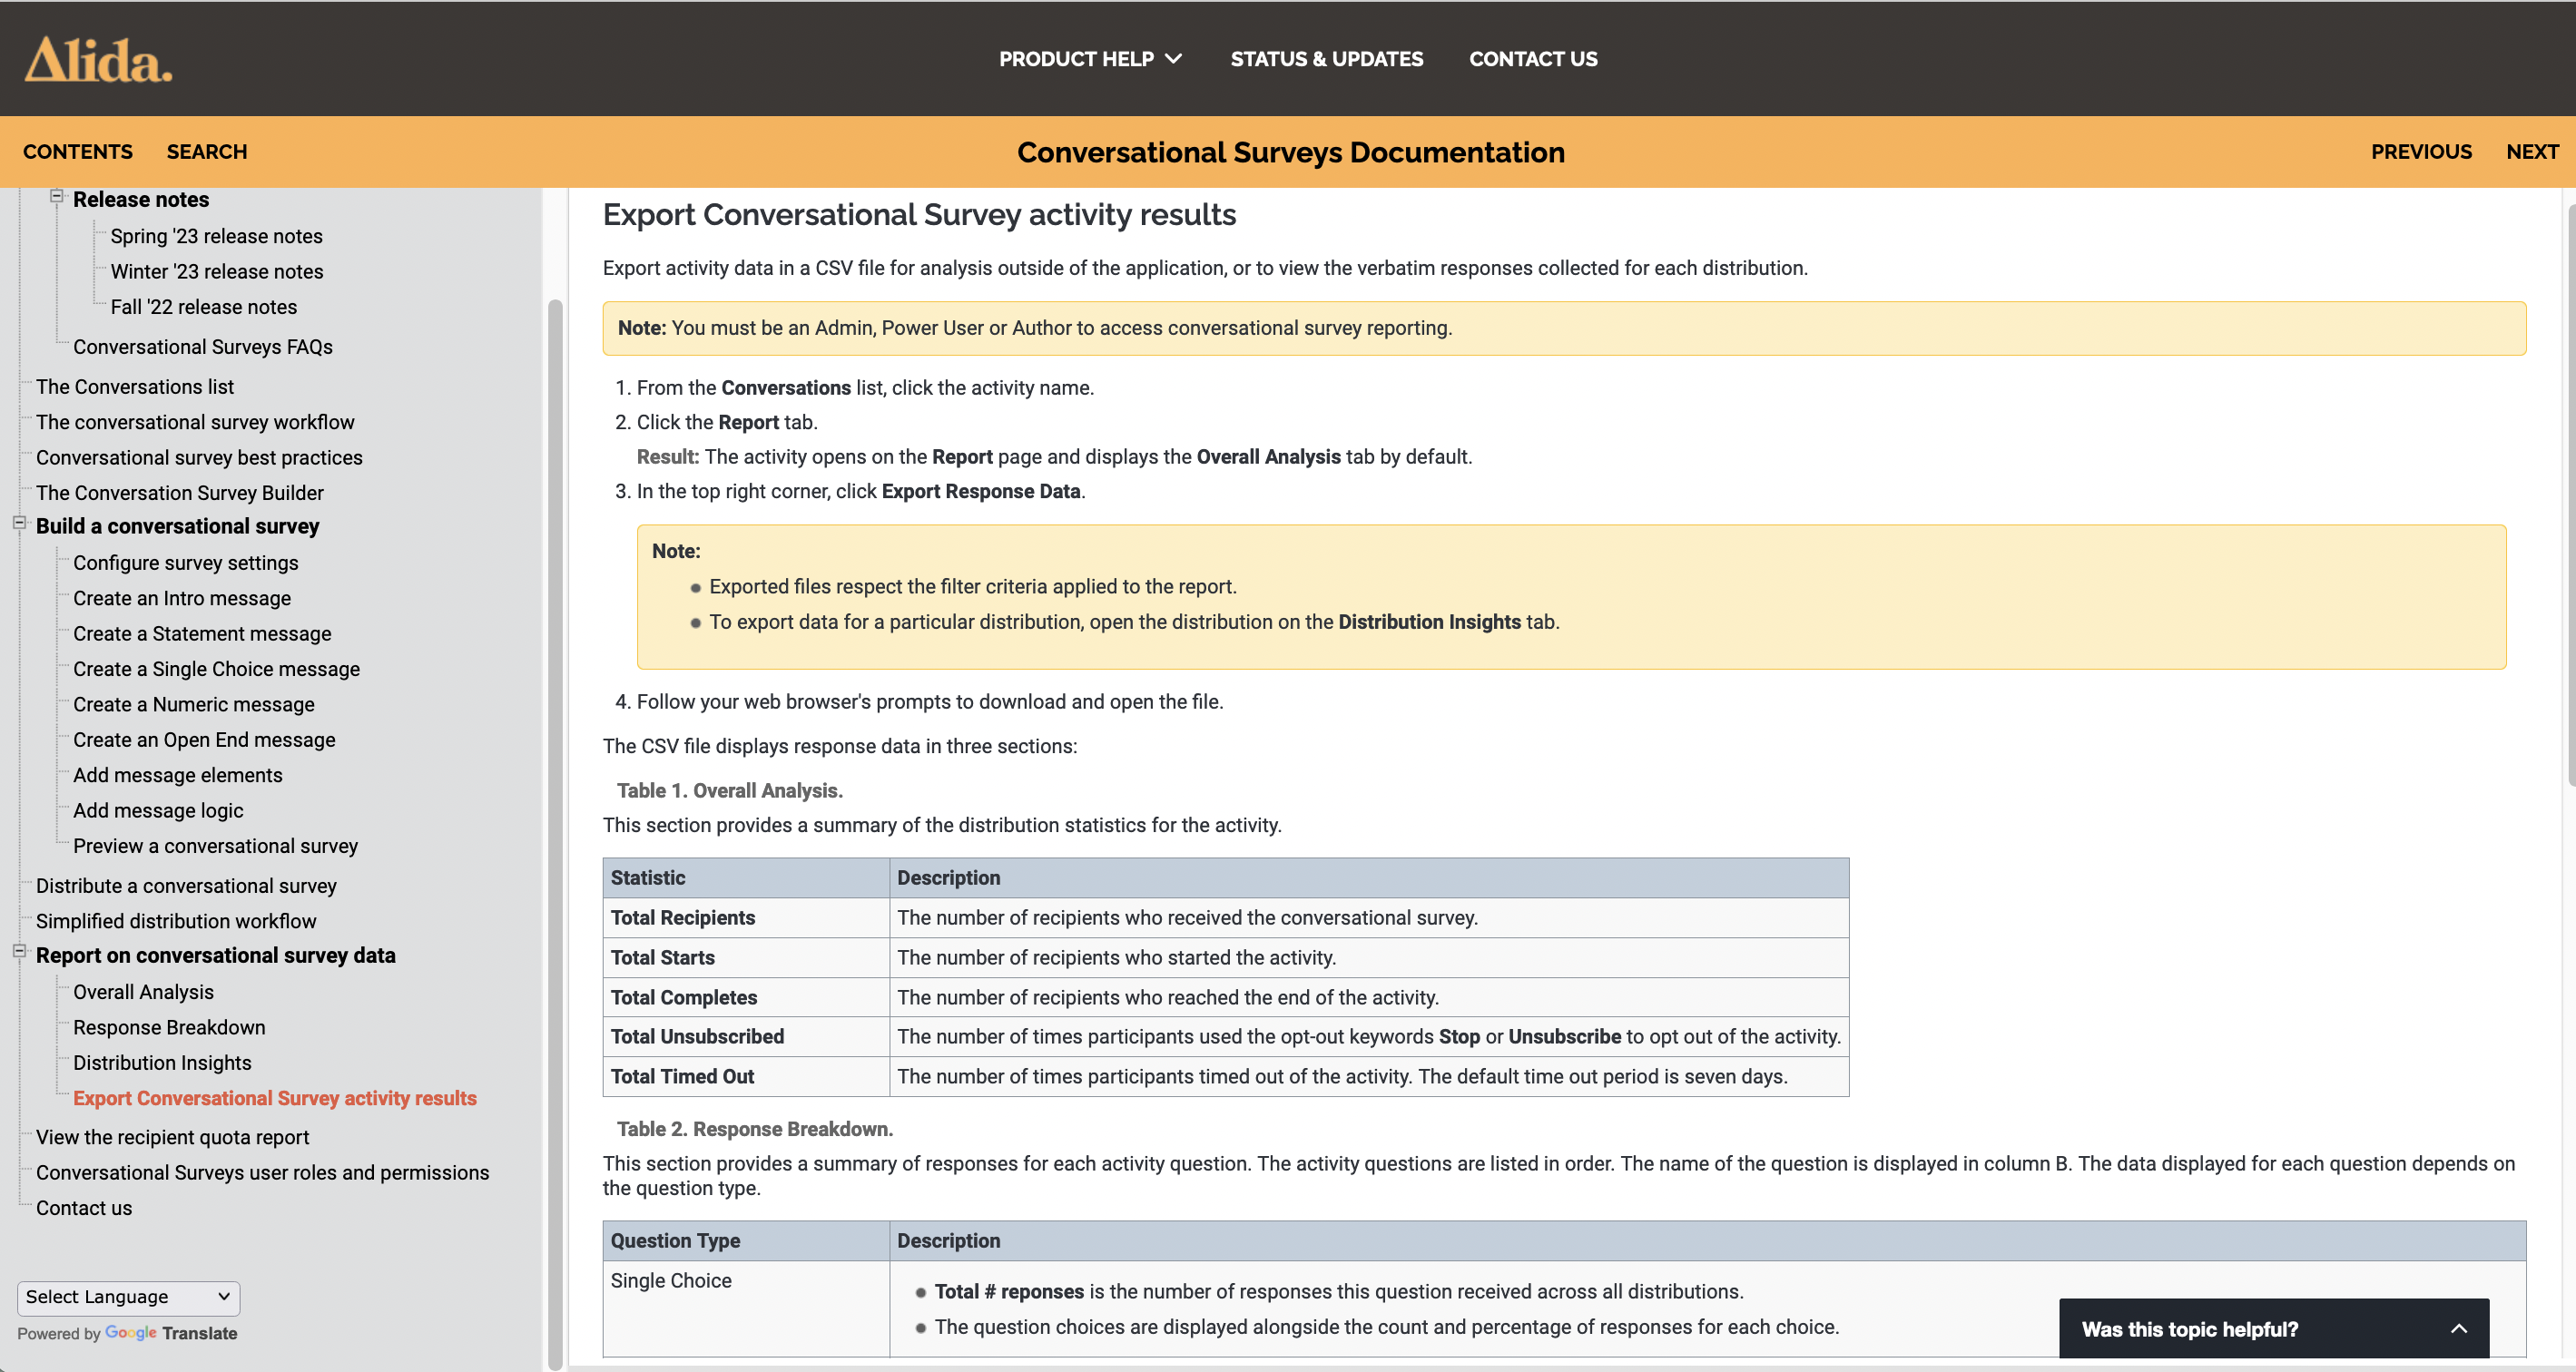 Alida.
PRODUCT HELP
STATUS & UPDATES
CONTACT US
CONTENTS
SEARCH
Conversational Surveys Documentation
PREVIOUS
NEXT
Release notes
Spring '23 release notes
Winter '23 release notes
Fall '22 release notes
Conversational Surveys FAQs
The Conversations list
The conversational survey workflow
Conversational survey best practices
The Conversation Survey Builder
Build a conversational survey
Configure survey settings
Create an Intro message
Create a Statement message
Create a Single Choice message
Create a Numeric message
Create an Open End message
Add message elements
Add message logic
Preview a conversational survey
Distribute a conversational survey
Simplified distribution workflow
Report on conversational survey data
Overall Analysis
Response Breakdown
Distribution Insights
Export Conversational Survey activity results
View the recipient quota report
Conversational Surveys user roles and permissions
Contact us
Select Language
Powered by Google Translate
Export Conversational Survey activity results
Export activity data in a CSV file for analysis outside of the application, or to view the verbatim responses collected for each distribution.
Note: You must be an Admin, Power User or Author to access conversational survey reporting.
1. From the Conversations list, click the activity name.
2. Click the Report tab.
Result: The activity opens on the Report page and displays the Overall Analysis tab by default.
3. In the top right corner, click Export Response Data.
Note:
Exported files respect the filter criteria applied to the report.
To export data for a particular distribution, open the distribution on the Distribution Insights tab.
4. Follow your web browser's prompts to download and open the file.
The CSV file displays response data in three sections:
Table 1. Overall Analysis.
This section provides a summary of the distribution statistics for the activity.
Statistic Description
Total Recipients The number of recipients who received the conversational survey.
Total Starts The number of recipients who started the activity.
Total Completes The number of recipients who reached the end of the activity.
Total Unsubscribed The number of times participants used the opt-out keywords Stop or Unsubscribe to opt out of the activity.
Total Timed Out The number of times participants timed out of the activity. The default time out period is seven days.
Table 2. Response Breakdown.
This section provides a summary of responses for each activity question. The activity questions are listed in order. The name of the question is displayed in column B. The data displayed for each question depends on
the question type.
Question Type Description
Single Choice
Total # reponses is the number of responses this question received across all distributions.
The question choices are displayed alongside the count and percentage of responses for each choice.
Was this topic helpful?